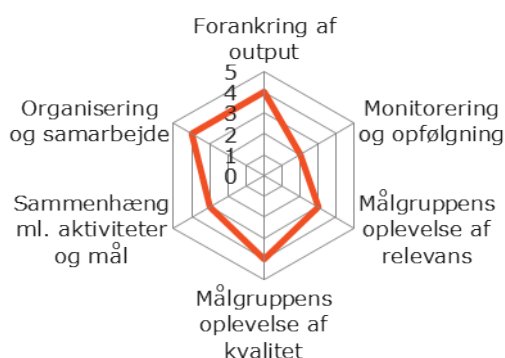 Forankring af
output
5
4
3
2
1
0
Monitorering
og opfølgning
Målgruppens
oplevelse af
relevans
Målgruppens
oplevelse af
kvalitet
Sammenhæng
ml. aktiviteter
og mål
Organisering
og samarbejde